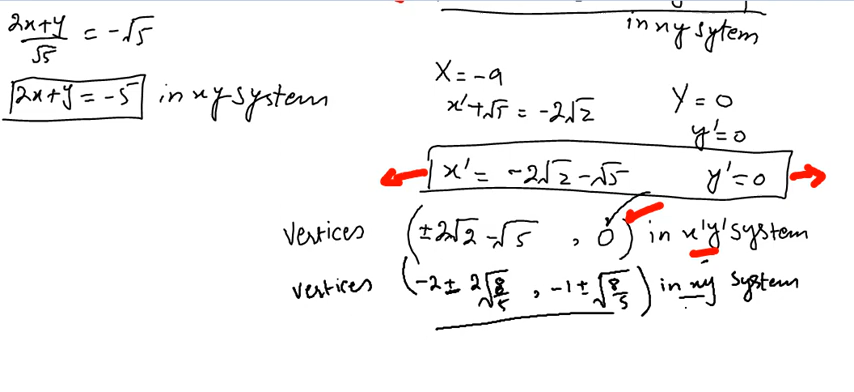 in xy sytem
(2x+y)/√5 = -√5
2x+y = -5 in xy system
X = -a
x'+√5 = -2√2
Y = 0
y' = 0
x' = -2√2 - √5 y' = 0
Vertices (±2√2 - √5 , 0) in x'y' system
vertices (-2 ± 2√(8/5) , -1 ± √(8/5)) in xy system